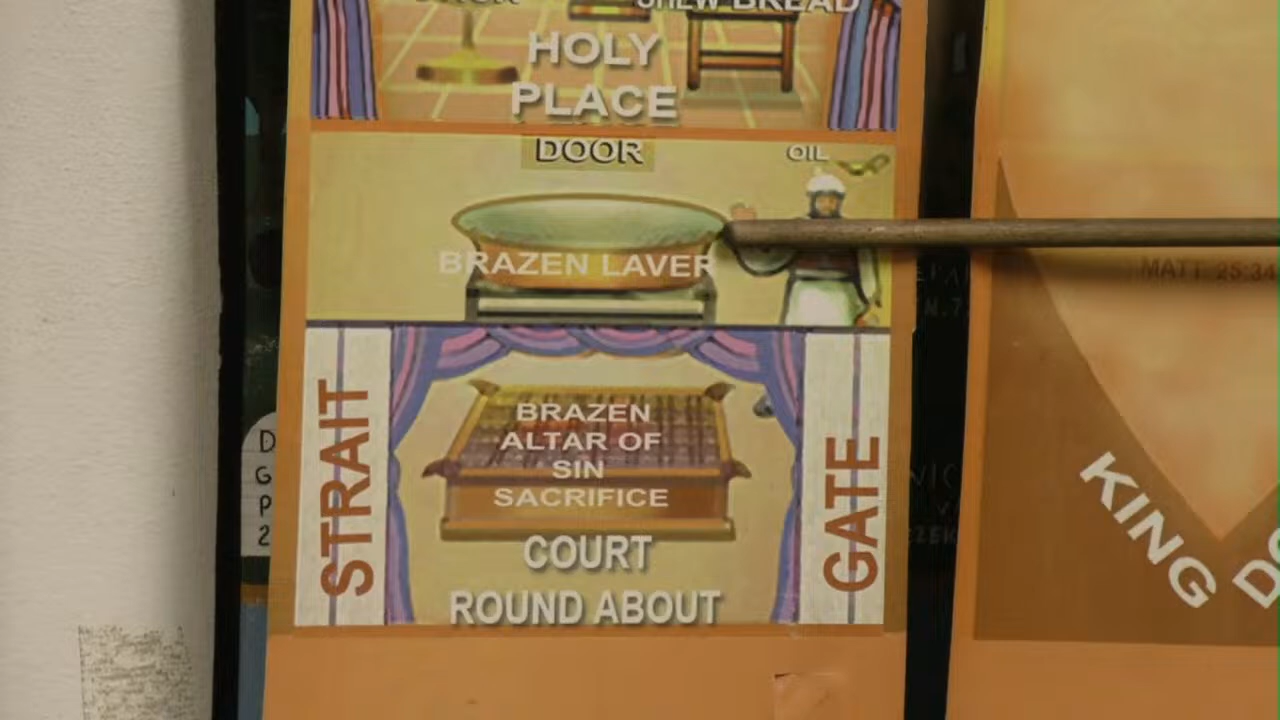 SHEW BREAD
HOLY
PLACE
DOOR
OIL
BRAZEN LAVER
MATT. 25:34
STRAIT
BRAZEN
ALTAR OF
SIN
SACRIFICE
GATE
COURT
ROUND ABOUT
D
G
P
2
KING